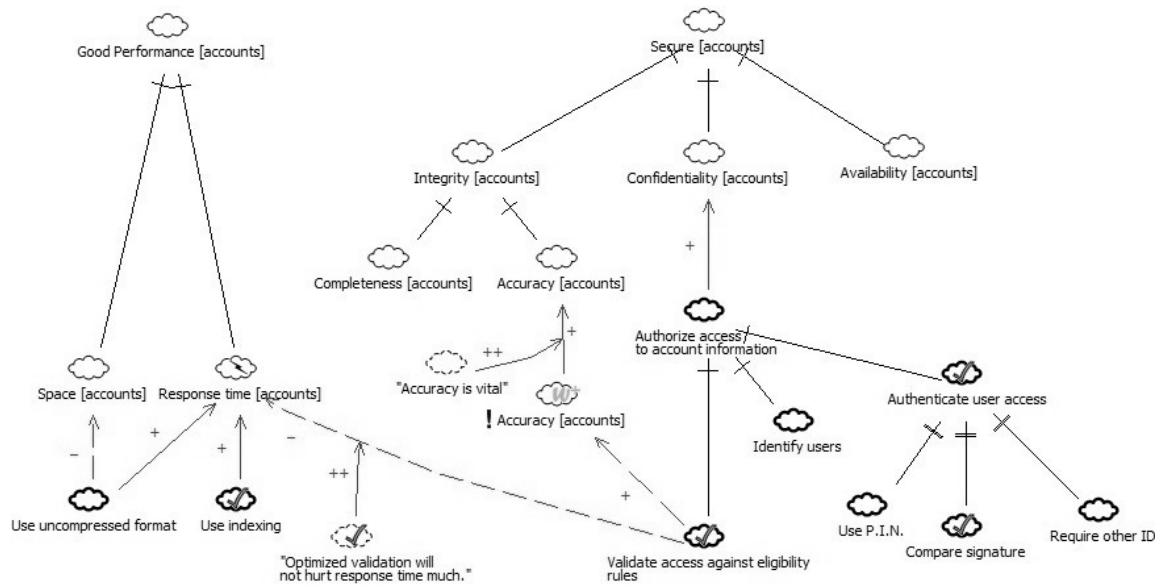 Good Performance [accounts]
Secure [accounts]
Integrity [accounts]
Confidentiality [accounts]
Availability [accounts]
+
Completeness [accounts]
Accuracy [accounts]
+
++
Authorize access
to account information
Space [accounts]
Response time [accounts]
"Accuracy is vital"
w+
! Accuracy [accounts]
Authenticate user access
Identify users
-
+
+
-
++
+
Use uncompressed format
Use indexing
Use P.I.N.
Compare signature
Require other ID
"Optimized validation will
not hurt response time much."
Validate access against eligibility
rules